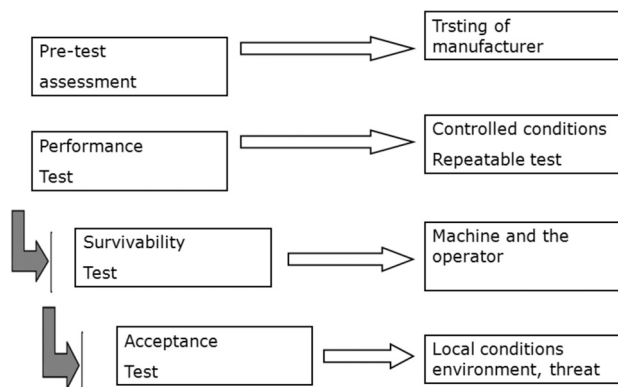 Pre-test
assessment
Trsting of
manufacturer
Performance
Test
Controlled conditions
Repeatable test
Survivability
Test
Machine and the
operator
Acceptance
Test
Local conditions
environment, threat